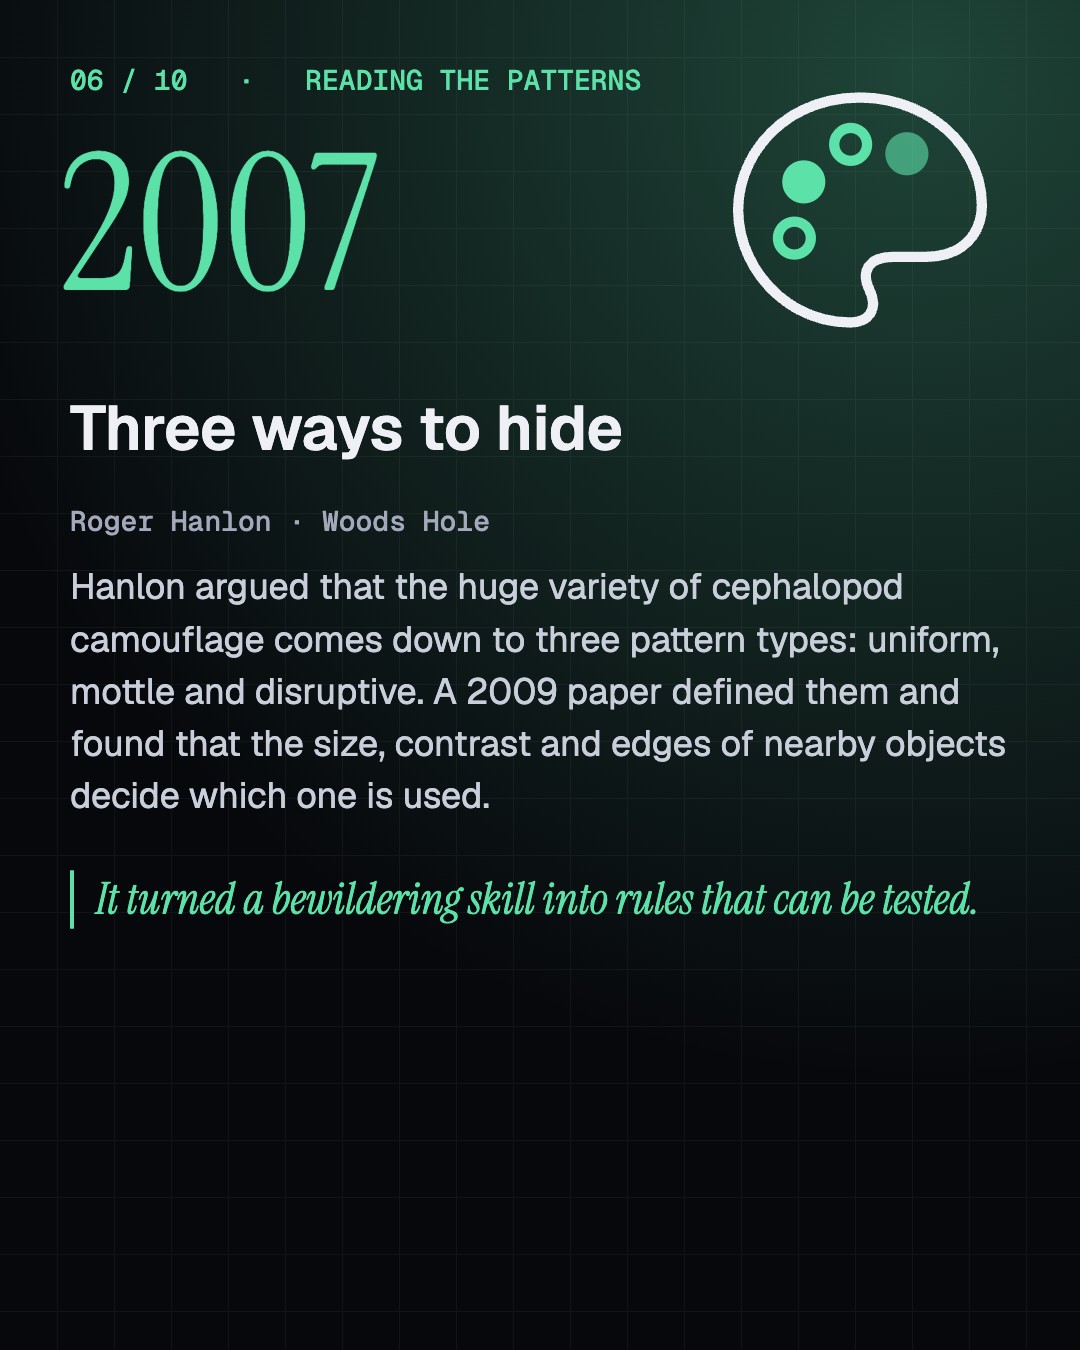 06 / 10 · READING THE PATTERNS
2007
Three ways to hide
Roger Hanlon · Woods Hole
Hanlon argued that the huge variety of cephalopod
camouflage comes down to three pattern types: uniform,
mottle and disruptive. A 2009 paper defined them and
found that the size, contrast and edges of nearby objects
decide which one is used.
It turned a bewildering skill into rules that can be tested.